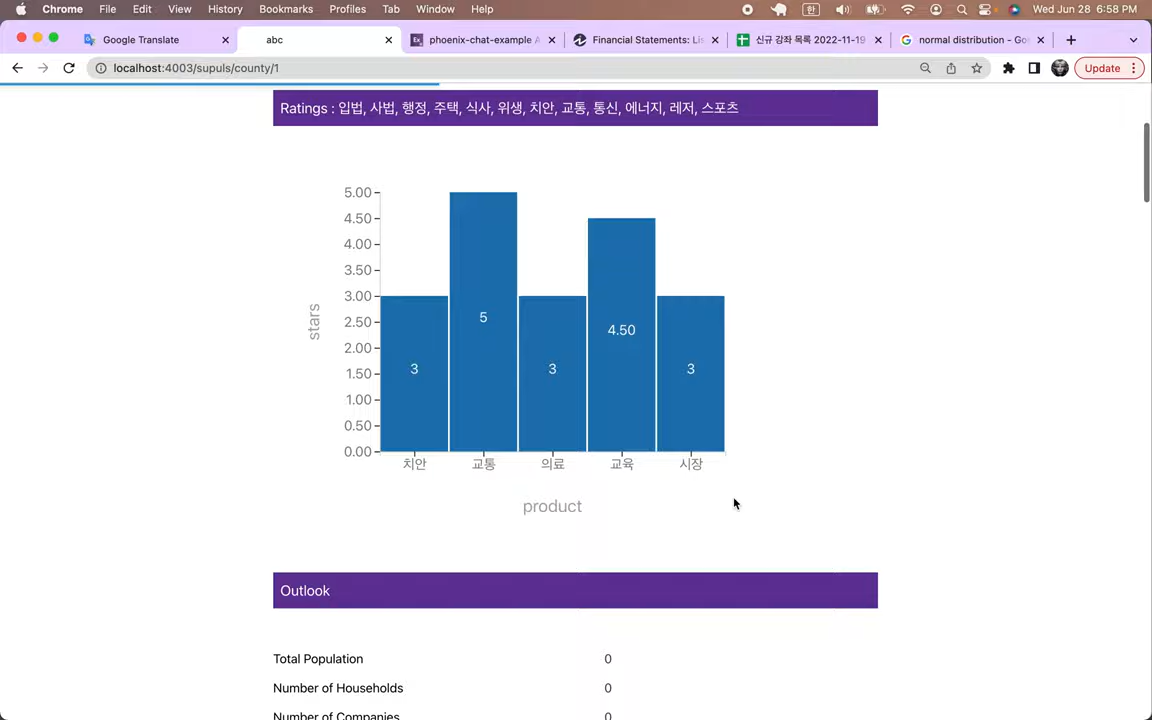 Chrome File Edit View History Bookmarks Profiles Tab Window Help 한 Wed Jun 28 6:58 PM
Google Translate abc phoenix-chat-example Financial Statements: Lis 신규 강좌 목록 2022-11-19 normal distribution - Goo
localhost:4003/supuls/county/1 Update
Ratings : 입법, 사법, 행정, 주택, 식사, 위생, 치안, 교통, 통신, 에너지, 레저, 스포츠
5.00
4.50
4.00
3.50
3.00
2.50
2.00
1.50
1.00
0.50
0.00
stars
3 5 3 4.50 3
치안 교통 의료 교육 시장
product
Outlook
Total Population 0
Number of Households 0
Number of Companies 0